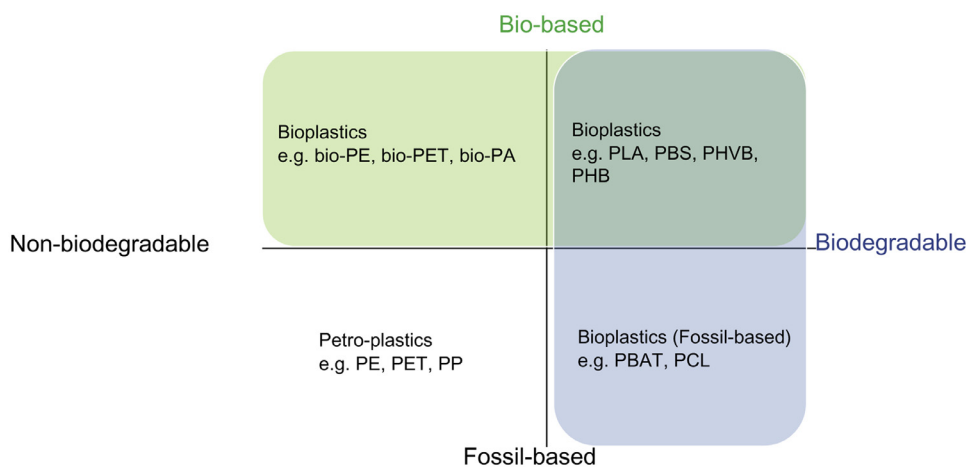 Bio-based
Bioplastics
e.g. bio-PE, bio-PET, bio-PA
Bioplastics
e.g. PLA, PBS, PHVB,
PHB
Non-biodegradable
Biodegradable
Petro-plastics
e.g. PE, PET, PP
Bioplastics (Fossil-based)
e.g. PBAT, PCL
Fossil-based